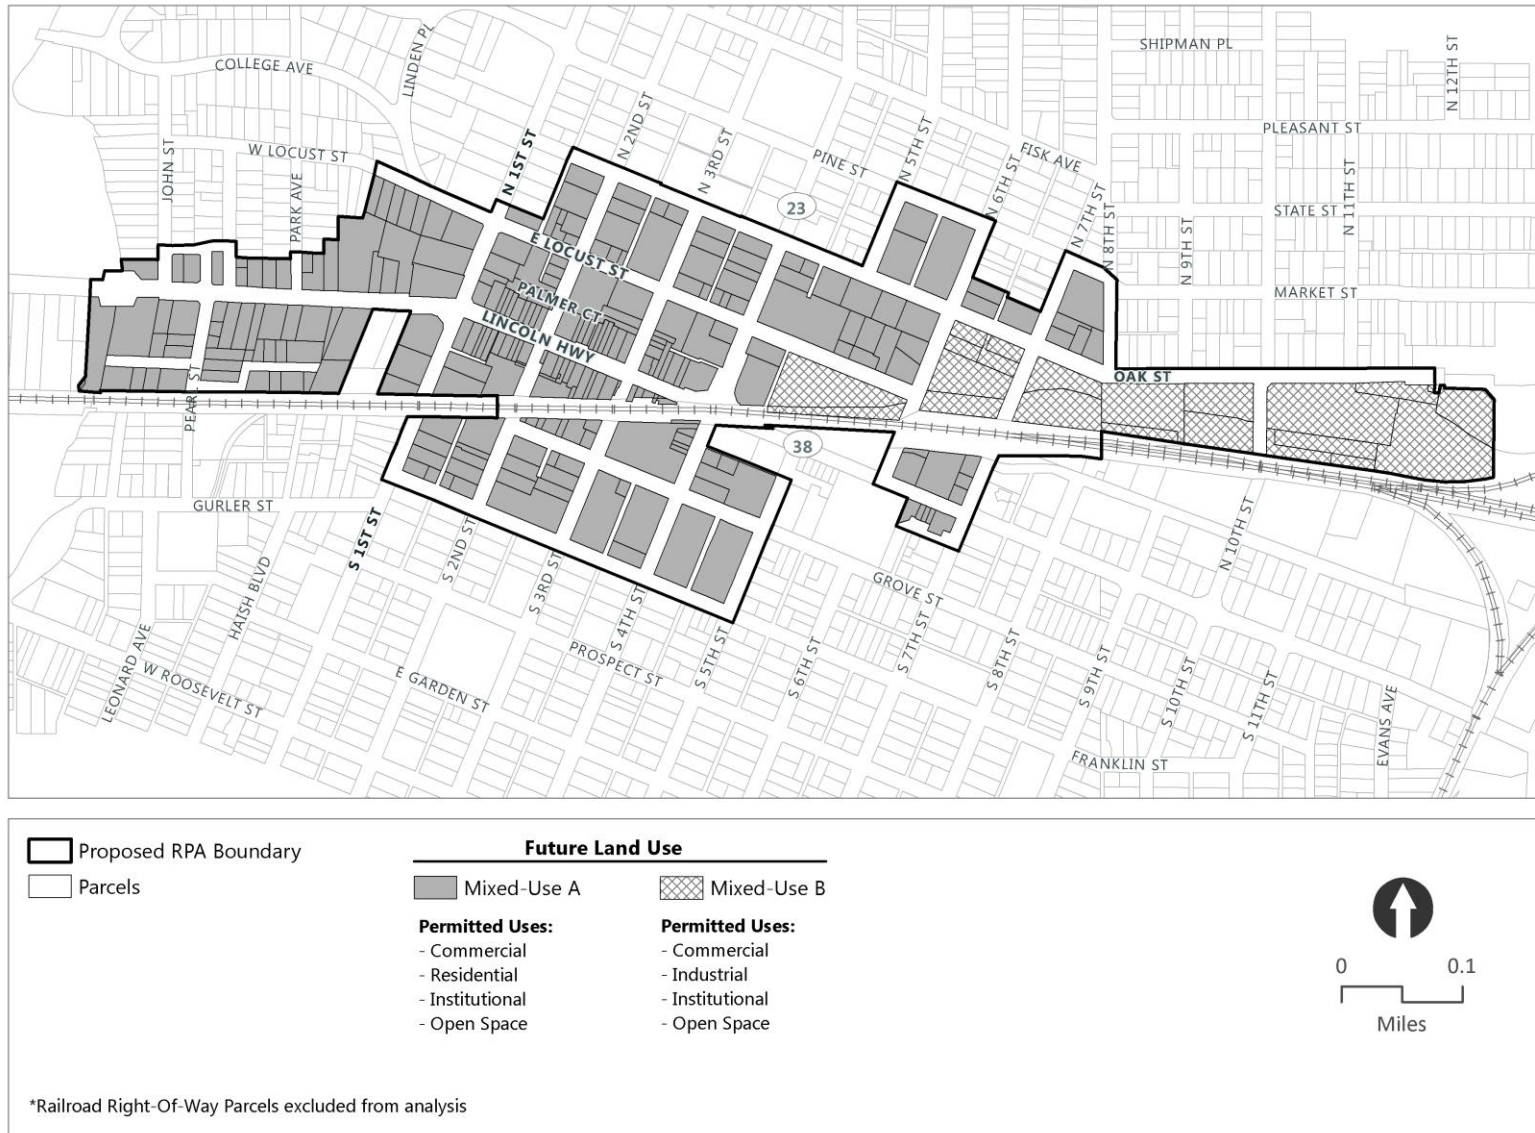 SHIPMAN PL
N 12TH ST
COLLEGE AVE
LINDEN PL
N 2ND ST
N 3RD ST
N 5TH ST
PLEASANT ST
N 1ST ST
W LOCUST ST
JOHN ST
PARK AVE
PINE ST
FISK AVE
N 6TH ST
N 7TH ST
N 8TH ST
N 9TH ST
N 11TH ST
STATE ST
23
E LOCUST ST
PALMER CT
LINCOLN HWY
MARKET ST
OAK ST
PEARL ST
38
GURLER ST
S 1ST ST
S 2ND ST
S 3RD ST
S 4TH ST
S 5TH ST
S 6TH ST
S 7TH ST
S 8TH ST
S 9TH ST
S 10TH ST
S 11TH ST
N 10TH ST
GROVE ST
HAISH BLVD
LEONARD AVE
W ROOSEVELT ST
E GARDEN ST
PROSPECT ST
FRANKLIN ST
EVANS AVE
Proposed RPA Boundary
Parcels
Future Land Use
Mixed-Use A
Permitted Uses:
- Commercial
- Residential
- Institutional
- Open Space
Mixed-Use B
Permitted Uses:
- Commercial
- Industrial
- Institutional
- Open Space
0 0.1
Miles
*Railroad Right-Of-Way Parcels excluded from analysis